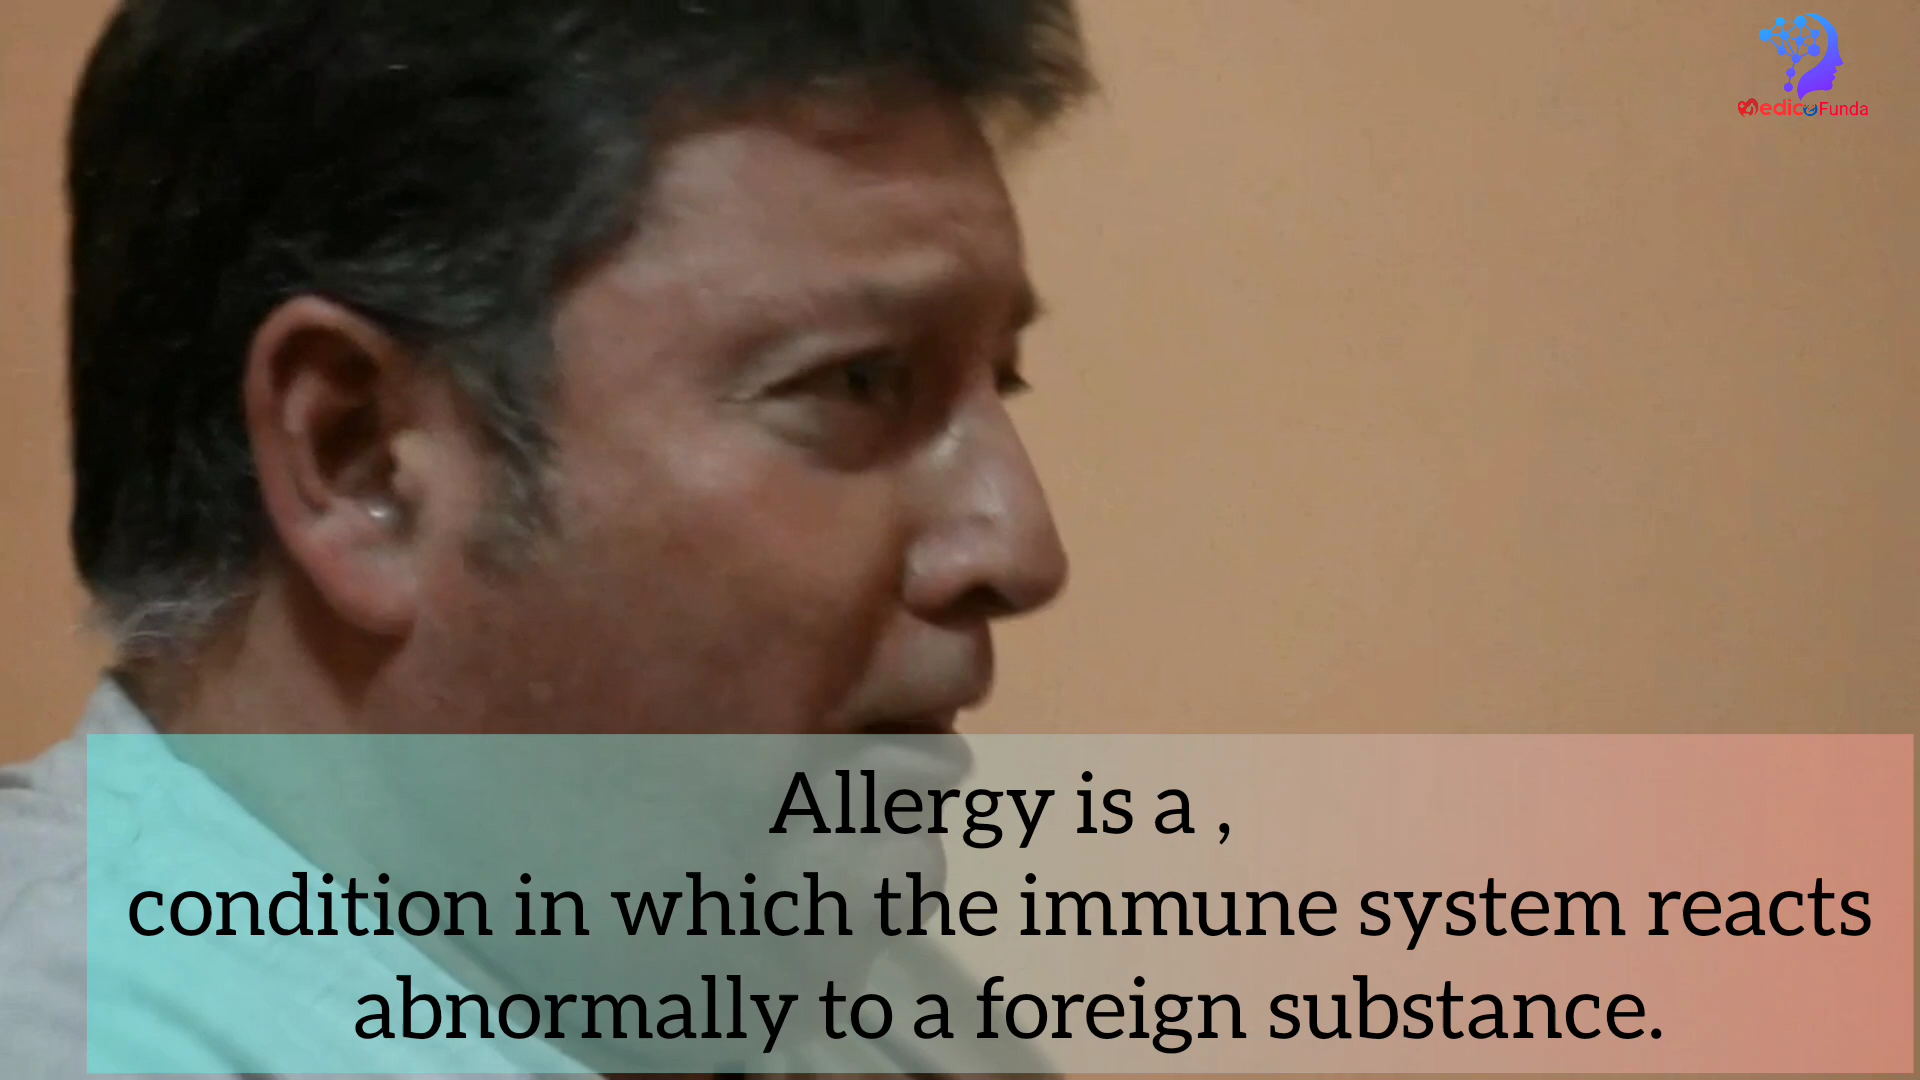 MedicoFunda
Allergy is a ,
condition in which the immune system reacts
abnormally to a foreign substance.